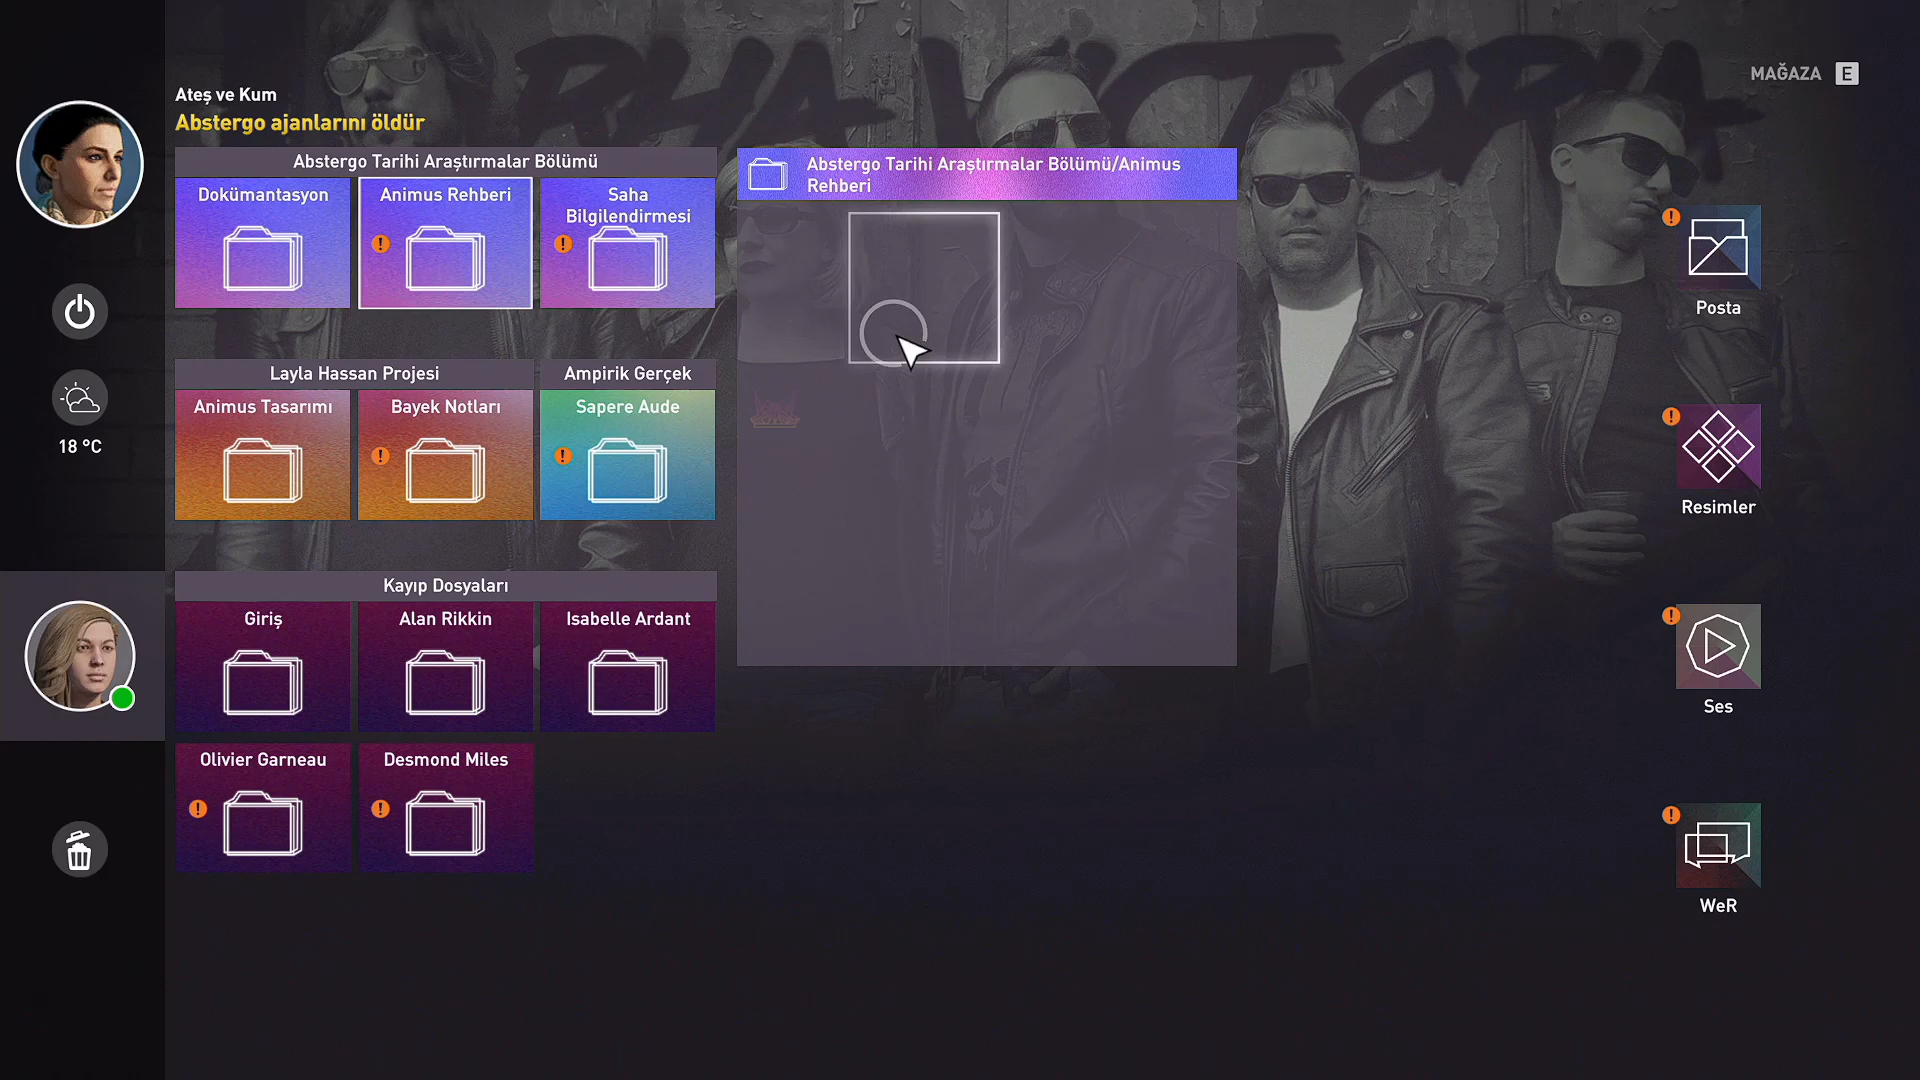 RHA VICTORIA
MAĞAZA E
Ateş ve Kum
Abstergo ajanlarını öldür
Abstergo Tarihi Araştırmalar Bölümü
Dokümantasyon
Animus Rehberi
Saha
Bilgilendirmesi
Abstergo Tarihi Araştırmalar Bölümü/Animus
Rehberi
Layla Hassan Projesi
Ampirik Gerçek
Animus Tasarımı
Bayek Notları
Sapere Aude
18 °C
Kayıp Dosyaları
Giriş
Alan Rikkin
Isabelle Ardant
Olivier Garneau
Desmond Miles
Posta
Resimler
Ses
WeR